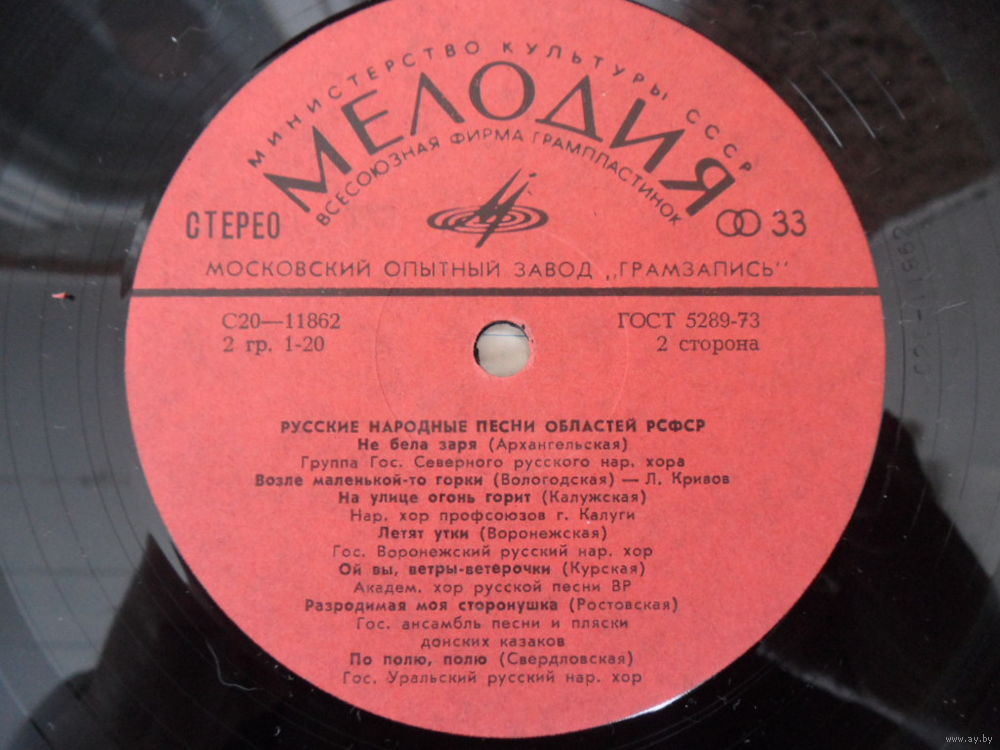 МИНИСТЕРСТВО КУЛЬТУРЫ СССР
МЕЛОДИЯ
ВСЕСОЮЗНАЯ ФИРМА ГРАМПЛАСТИНОК
СТЕРЕО
33
МОСКОВСКИЙ ОПЫТНЫЙ ЗАВОД „ГРАМЗАПИСЬ"
С20—11862
ГОСТ 5289-73
2 гр. 1-20
2 сторона
РУССКИЕ НАРОДНЫЕ ПЕСНИ ОБЛАСТЕЙ РСФСР
Не бела заря (Архангельская)
Группа Гос. Северного русского нар. хора
Возле маленькой-то горки (Вологодская) — Л. Кривов
На улице огонь горит (Калужская)
Нар. хор профсоюзов г. Калуги
Летят утки (Воронежская)
Гос. Воронежский русский нар. хор
Ой вы, ветры-ветерочки (Курская)
Академ. хор русской песни ВР
Разродимая моя сторонушка (Ростовская)
Гос. ансамбль песни и пляски
донских казаков
По полю, полю (Свердловская)
Гос. Уральский русский нар. хор
www.ay.by